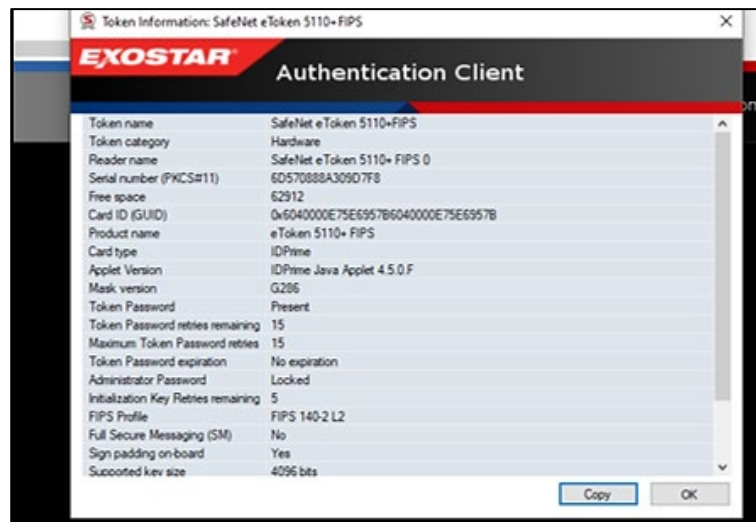 Token Information: SafeNet eToken 5110+FIPS
EXOSTAR
Authentication Client
Token name SafeNet eToken 5110+FIPS
Token category Hardware
Reader name SafeNet eToken 5110+ FIPS 0
Serial number (PKCS#11) 6D570888A309D7F8
Free space 62912
Card ID (GUID) 0x6040000E75E6957B6040000E75E6957B
Product name eToken 5110+ FIPS
Card type IDPrime
Applet Version IDPrime Java Applet 4.5.0.F
Mask version G286
Token Password Present
Token Password retries remaining 15
Maximum Token Password retries 15
Token Password expiration No expiration
Administrator Password Locked
Initialization Key Retries remaining 5
FIPS Profile FIPS 140-2 L2
Full Secure Messaging (SM) No
Sign padding on-board Yes
Supported key size 4096 bits
Copy OK